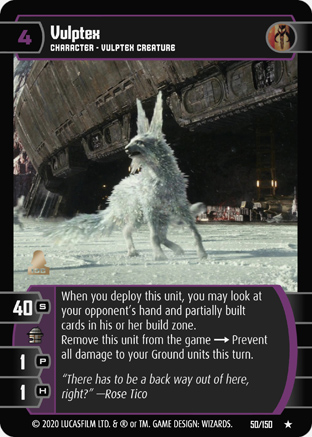 4
Vulptex
CHARACTER • VULPTEX CREATURE
40 S
1 P
1 H
When you deploy this unit, you may look at
your opponent's hand and partially built
cards in his or her build zone.
Remove this unit from the game → Prevent
all damage to your Ground units this turn.
"There has to be a back way out of here,
right?" —Rose Tico
© 2020 LUCASFILM LTD. & ® or TM. GAME DESIGN: WIZARDS. 50/150 ★